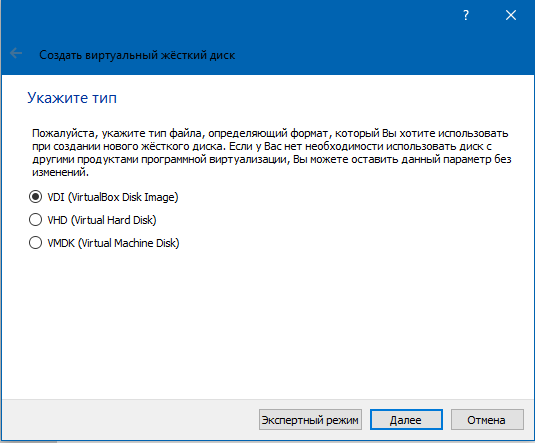 ?
Создать виртуальный жёсткий диск
Укажите тип
Пожалуйста, укажите тип файла, определяющий формат, который Вы хотите использовать
при создании нового жёсткого диска. Если у Вас нет необходимости использовать диск с
другими продуктами программной виртуализации, Вы можете оставить данный параметр без
изменений.
VDI (VirtualBox Disk Image)
VHD (Virtual Hard Disk)
VMDK (Virtual Machine Disk)
Экспертный режим Далее Отмена